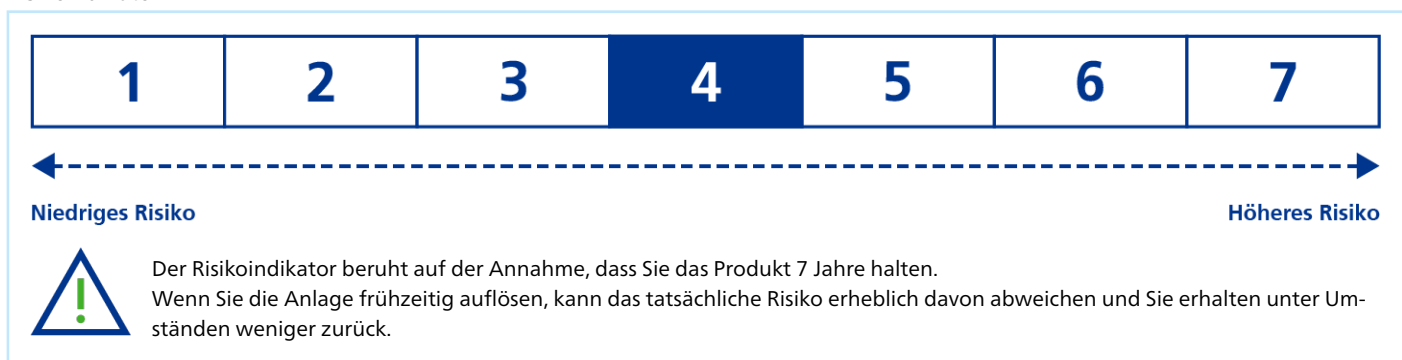 1 2 3 4 5 6 7
Niedriges Risiko Höheres Risiko
Der Risikoindikator beruht auf der Annahme, dass Sie das Produkt 7 Jahre halten.
Wenn Sie die Anlage frühzeitig auflösen, kann das tatsächliche Risiko erheblich davon abweichen und Sie erhalten unter Um-
ständen weniger zurück.